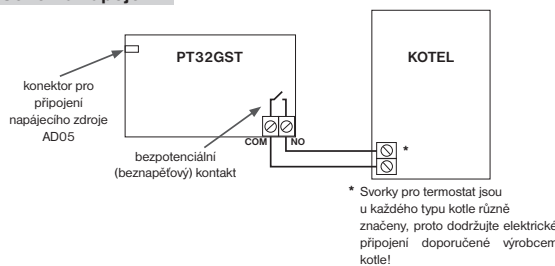 PT32GST
KOTEL
konektor pro
připojení
napájecího zdroje
AD05
COM
NO
*
bezpotenciální
(beznapěťový) kontakt
* Svorky pro termostat jsou
u každého typu kotle různě
značeny, proto dodržujte elektrické
připojení doporučené výrobcem
kotle!